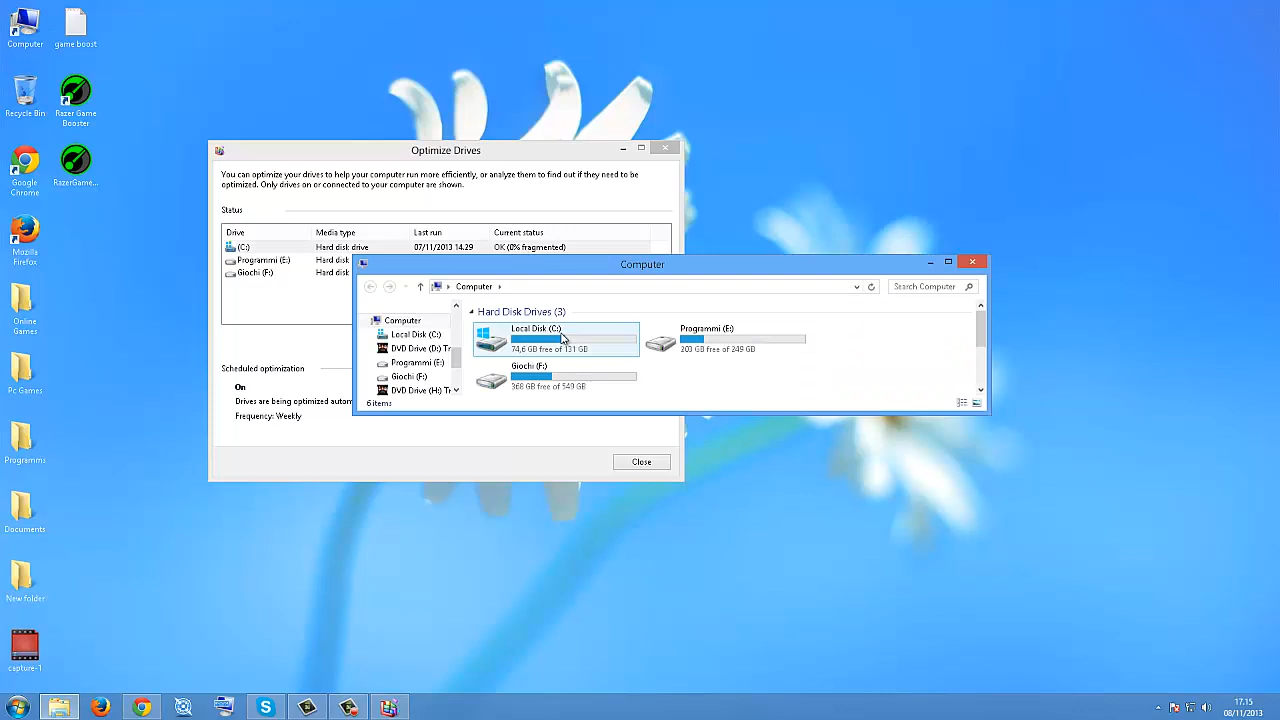 Computer
game boost
Recycle Bin
Razer Game
Booster
Google
Chrome
RazerGame...
Mozilla
Firefox
Online
Games
Pc Games
Programms
Documents
New folder
capture-1
Optimize Drives
You can optimize your drives to help your computer run more efficiently, or analyze them to find out if they need to be
optimized. Only drives on or connected to your computer are shown.
Status
Drive Media type Last run Current status
(C:) Hard disk drive 07/11/2013 14.29 OK (0% fragmented)
Programmi (E:) Hard disk
Giochi (F:) Hard disk
Scheduled optimization
On
Drives are being optimized autom
Frequency: Weekly
Close
Computer
Computer
Search Computer
Computer
Local Disk (C:)
DVD Drive (D:) Tr
Programmi (E:)
Giochi (F:)
DVD Drive (H:) Tr
Hard Disk Drives (3)
Local Disk (C:)
74,6 GB free of 131 GB
Programmi (E:)
203 GB free of 249 GB
Giochi (F:)
368 GB free of 549 GB
6 items
17.15
08/11/2013